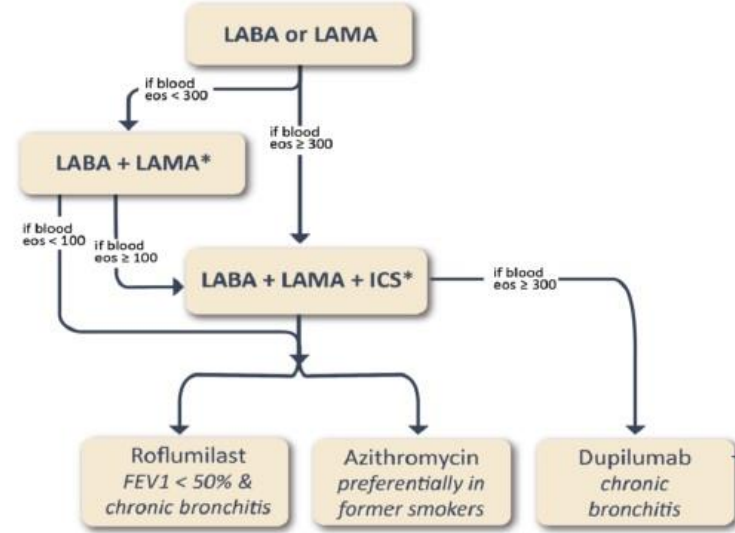 LABA or LAMA
if blood
eos < 300
if blood
eos ≥ 300
LABA + LAMA*
if blood
eos < 100
if blood
eos ≥ 100
LABA + LAMA + ICS*
if blood
eos ≥ 300
Roflumilast
FEV1 < 50% &
chronic bronchitis
Azithromycin
preferentially in
former smokers
Dupilumab
chronic
bronchitis